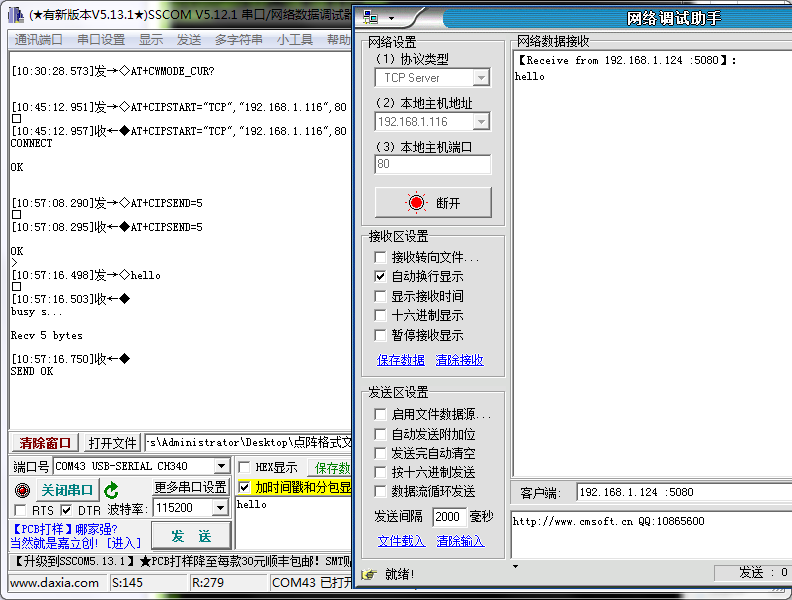 (★有新版本V5.13.1★)SSCOM V5.12.1 串口/网络数据调试器
通讯端口 串口设置 显示 发送 多字符串 小工具 帮助
[10:30:28.573]发→◇AT+CWMODE_CUR?
[10:45:12.951]发→◇AT+CIPSTART="TCP","192.168.1.116",80
□
[10:45:12.957]收←◆AT+CIPSTART="TCP","192.168.1.116",80
CONNECT
OK
[10:57:08.290]发→◇AT+CIPSEND=5
□
[10:57:08.295]收←◆AT+CIPSEND=5
OK
>
[10:57:16.498]发→◇hello
□
[10:57:16.503]收←◆
busy s...
Recv 5 bytes
[10:57:16.750]收←◆
SEND OK
清除窗口 打开文件 s\Administrator\Desktop\点阵格式文
端口号 COM43 USB-SERIAL CH340 HEX显示 保存数
关闭串口 更多串口设置 加时间戳和分包显
RTS DTR 波特率: 115200 hello
【PCB打样】哪家强?
当然就是嘉立创! [进入]
发 送
【升级到SSCOM5.13.1】★PCB打样降至每款30元顺丰包邮! SMT贴
www.daxia.com S:145 R:279 COM43 已打开
网络调试助手
网络设置
(1) 协议类型
TCP Server
(2) 本地主机地址
192.168.1.116
(3) 本地主机端口
80
断开
接收区设置
接收转向文件...
自动换行显示
显示接收时间
十六进制显示
暂停接收显示
保存数据 清除接收
发送区设置
启用文件数据源...
自动发送附加位
发送完自动清空
按十六进制发送
数据流循环发送
发送间隔 2000 毫秒
文件载入 清除输入
就绪!
网络数据接收
【Receive from 192.168.1.124 :5080】:
hello
客户端: 192.168.1.124 :5080
http://www.cmsoft.cn QQ:10865600
发送 : 0